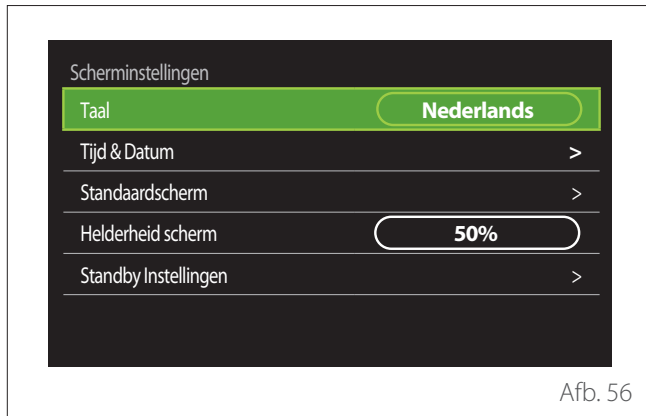 Scherminstellingen
Taal Nederlands
Tijd & Datum >
Standaardscherm >
Helderheid scherm 50%
Standby Instellingen >
Afb. 56